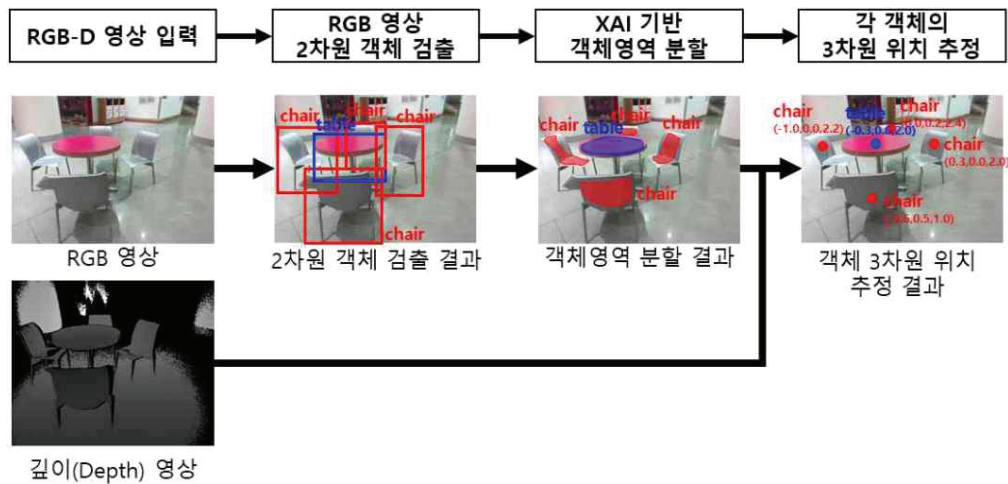 RGB-D 영상 입력
RGB 영상
2차원 객체 검출
XAI 기반
객체영역 분할
각 객체의
3차원 위치 추정
chair
chair
chair
table
chair
RGB 영상
2차원 객체 검출 결과
chair
chair
chair
table
chair
객체영역 분할 결과
chair
table
chair
(-1.0,0.0,2.2)
chair
(0.3,0.0,2.0)
chair
객체 3차원 위치
추정 결과
깊이(Depth) 영상